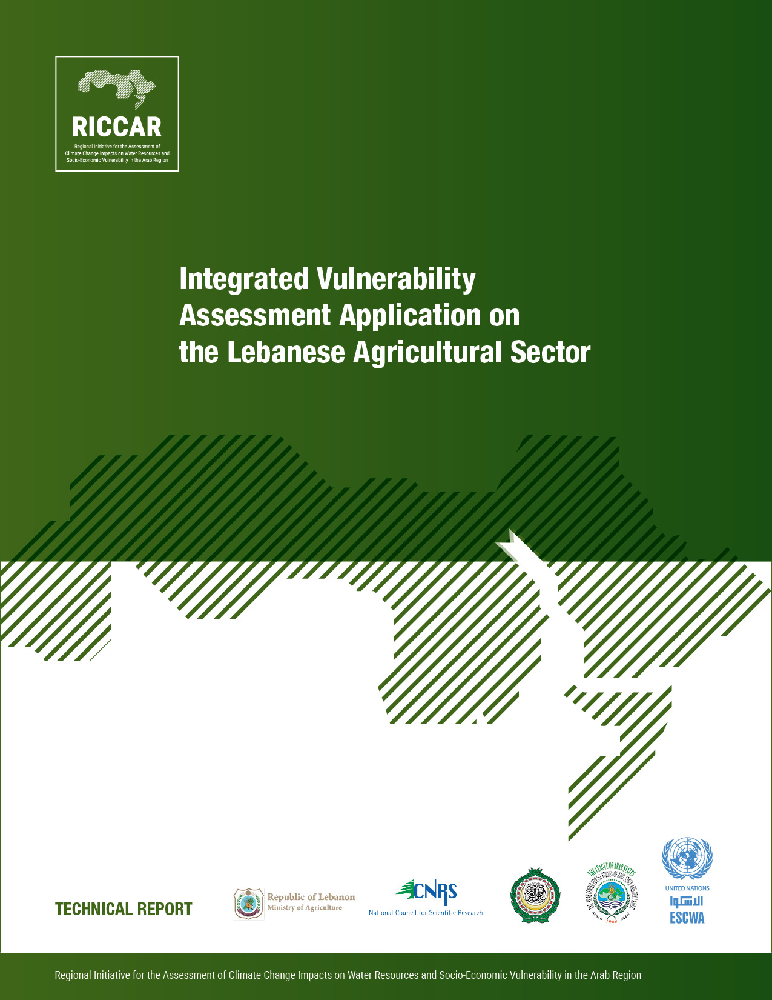 RICCAR
Regional Initiative for the Assessment of
Climate Change Impacts on Water Resources and
Socio-Economic Vulnerability in the Arab Region
Integrated Vulnerability
Assessment Application on
the Lebanese Agricultural Sector
TECHNICAL REPORT
Republic of Lebanon
Ministry of Agriculture
CNRS
National Council for Scientific Research
جامعة الدول العربية
THE LEAGUE OF ARAB STATES
THE ARAB CENTER FOR THE STUDIES OF ARID ZONES AND DRY LANDS
ACSAD
1968
UNITED NATIONS
الاسكوا
ESCWA
Regional Initiative for the Assessment of Climate Change Impacts on Water Resources and Socio-Economic Vulnerability in the Arab Region